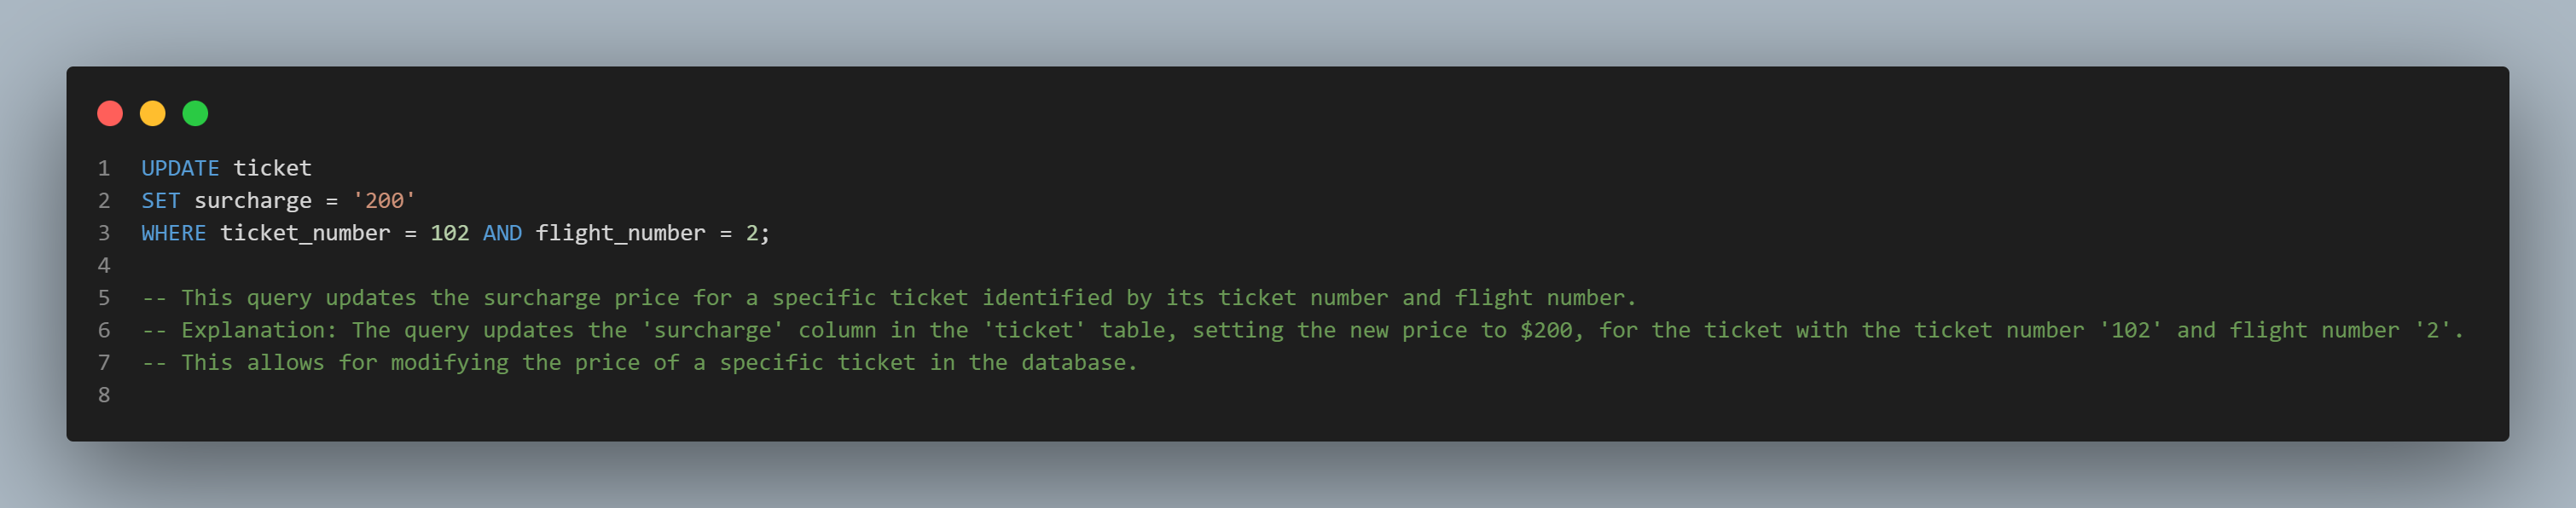 1 UPDATE ticket
2 SET surcharge = '200'
3 WHERE ticket_number = 102 AND flight_number = 2;
4
5 -- This query updates the surcharge price for a specific ticket identified by its ticket number and flight number.
6 -- Explanation: The query updates the 'surcharge' column in the 'ticket' table, setting the new price to $200, for the ticket with the ticket number '102' and flight number '2'.
7 -- This allows for modifying the price of a specific ticket in the database.
8